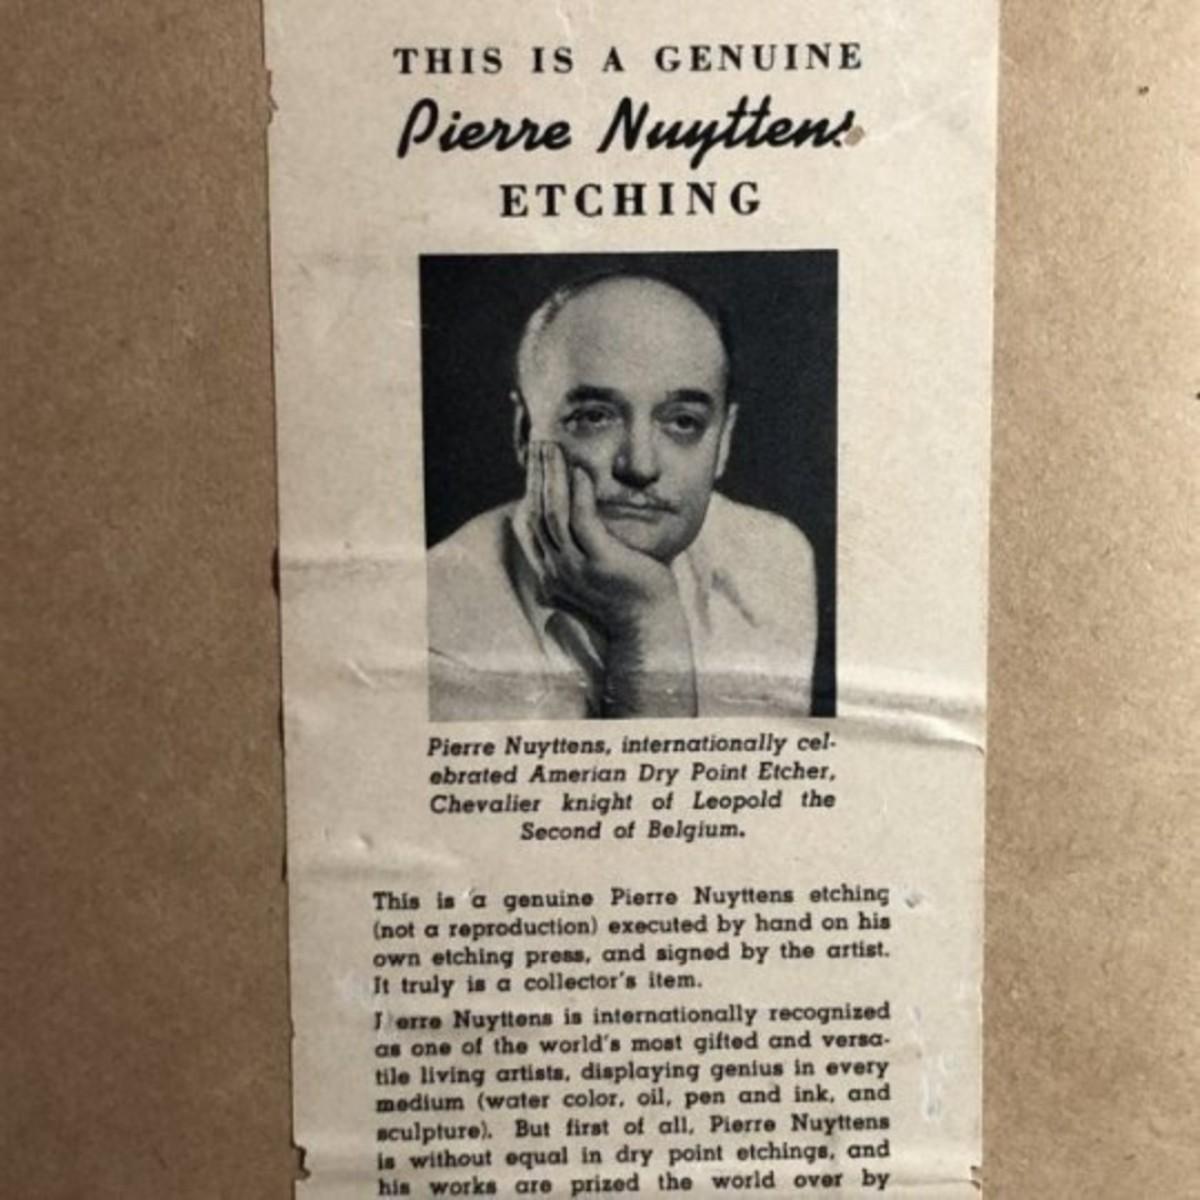 THIS IS A GENUINE
Pierre Nuyttens
ETCHING
Pierre Nuyttens, internationally cel-
ebrated Amerian Dry Point Etcher,
Chevalier knight of Leopold the
Second of Belgium.
This is a genuine Pierre Nuyttens etching
(not a reproduction) executed by hand on his
own etching press, and signed by the artist.
It truly is a collector's item.
Pierre Nuyttens is internationally recognized
as one of the world's most gifted and versa-
tile living artists, displaying genius in every
medium (water color, oil, pen and ink, and
sculpture). But first of all, Pierre Nuyttens
is without equal in dry point etchings, and
his works are prized the world over by